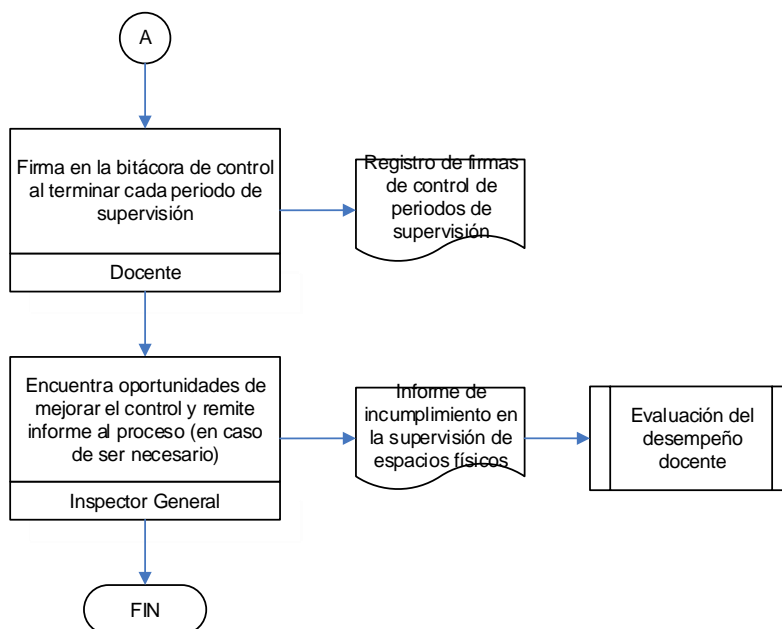 A
Firma en la bitácora de control
al terminar cada periodo de
supervisión
Docente
Registro de firmas
de control de
periodos de
supervisión
Encuentra oportunidades de
mejorar el control y remite
informe al proceso (en caso
de ser necesario)
Inspector General
Informe de
incumplimiento en
la supervisión de
espacios físicos
Evaluación del
desempeño
docente
FIN